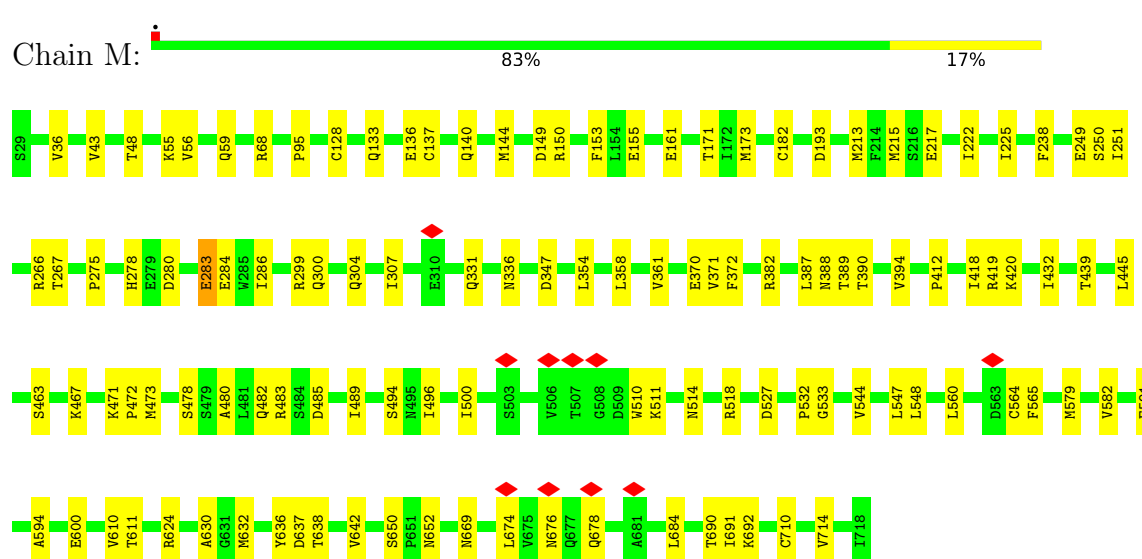 Chain M:
83% 17%
S29 V36 V43 T48 K55 V56 Q59 R68 P95 C128 Q133 E136 C137 Q140 M144 D149 R150 F153 L154 E155 E161 T171 I172 M173 C182 D193 M213 F214 M215 S216 E217 I222 I225 F238 E249 S250 I251
R266 T267 P275 H278 E279 D280 E283 E284 W285 I286 R299 Q300 Q304 I307 E310 Q331 N336 D347 L354 L358 V361 E370 V371 F372 R382 L387 N388 T389 T390 V394 P412 I418 R419 K420 I432 T439 L445
S463 K467 K471 P472 M473 S478 S479 A480 L481 Q482 R483 S484 D485 I489 S494 N495 I496 I500 S503 V506 T507 G508 D509 W510 K511 N514 R518 D527 P532 G533 V544 L547 L548 L560 D563 C564 F565 M579 V582
A594 E600 V610 T611 R624 A630 G631 M632 Y636 D637 T638 V642 S650 P651 N652 N669 L674 V675 N676 Q677 Q678 A681 L684 T690 I691 K692 C710 V714 I718